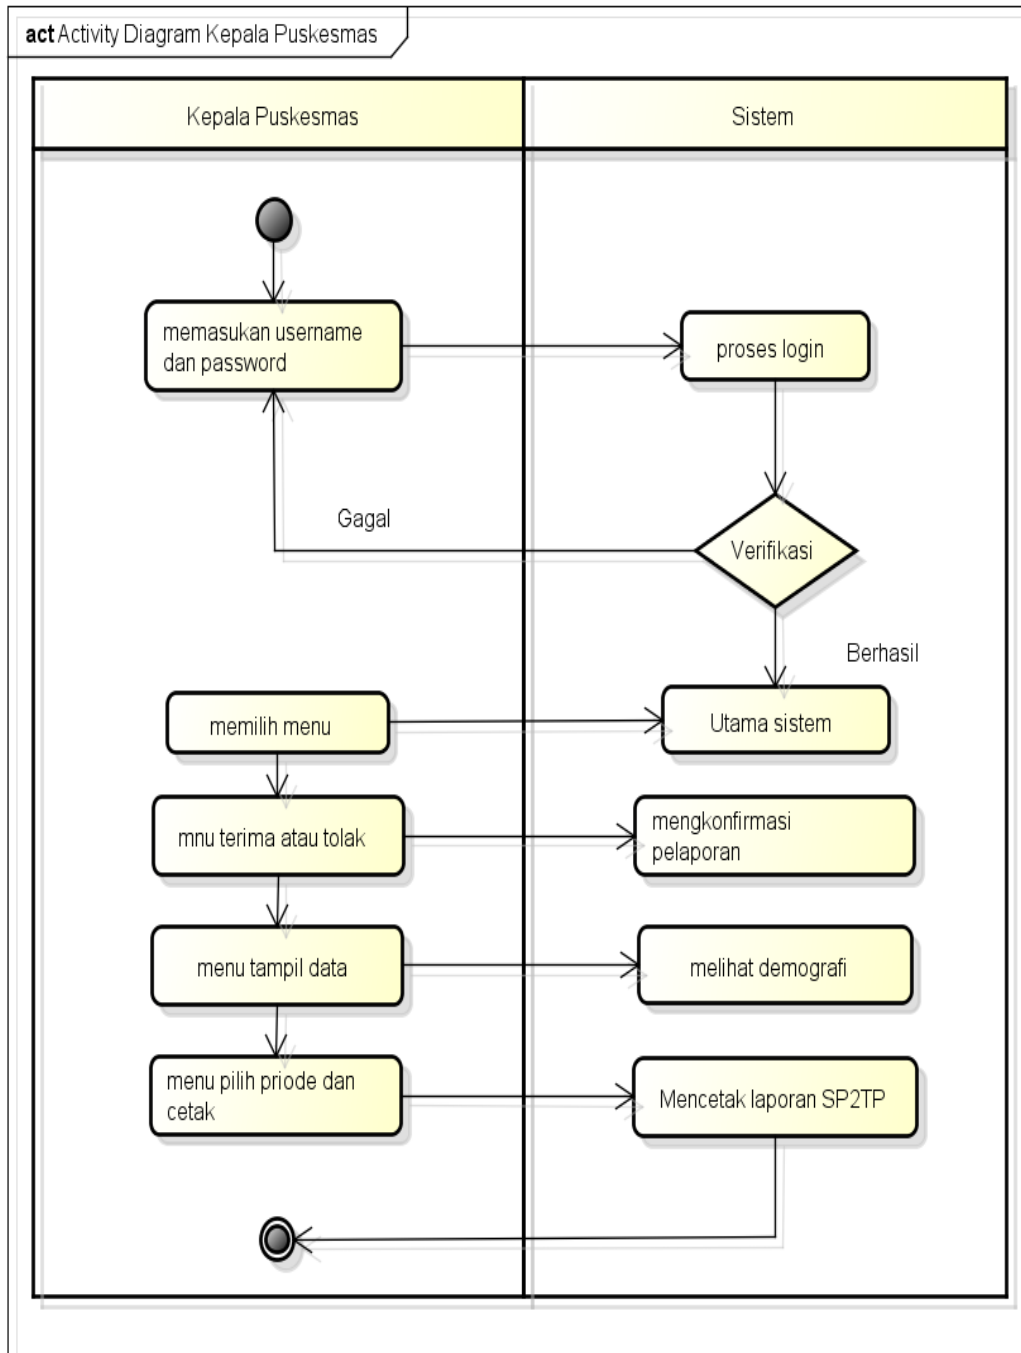 act Activity Diagram Kepala Puskesmas
Kepala Puskesmas
Sistem
memasukan username
dan password
proses login
Gagal
Verifikasi
Berhasil
memilih menu
Utama sistem
mnu terima atau tolak
mengkonfirmasi
pelaporan
menu tampil data
melihat demografi
menu pilih priode dan
cetak
Mencetak laporan SP2TP